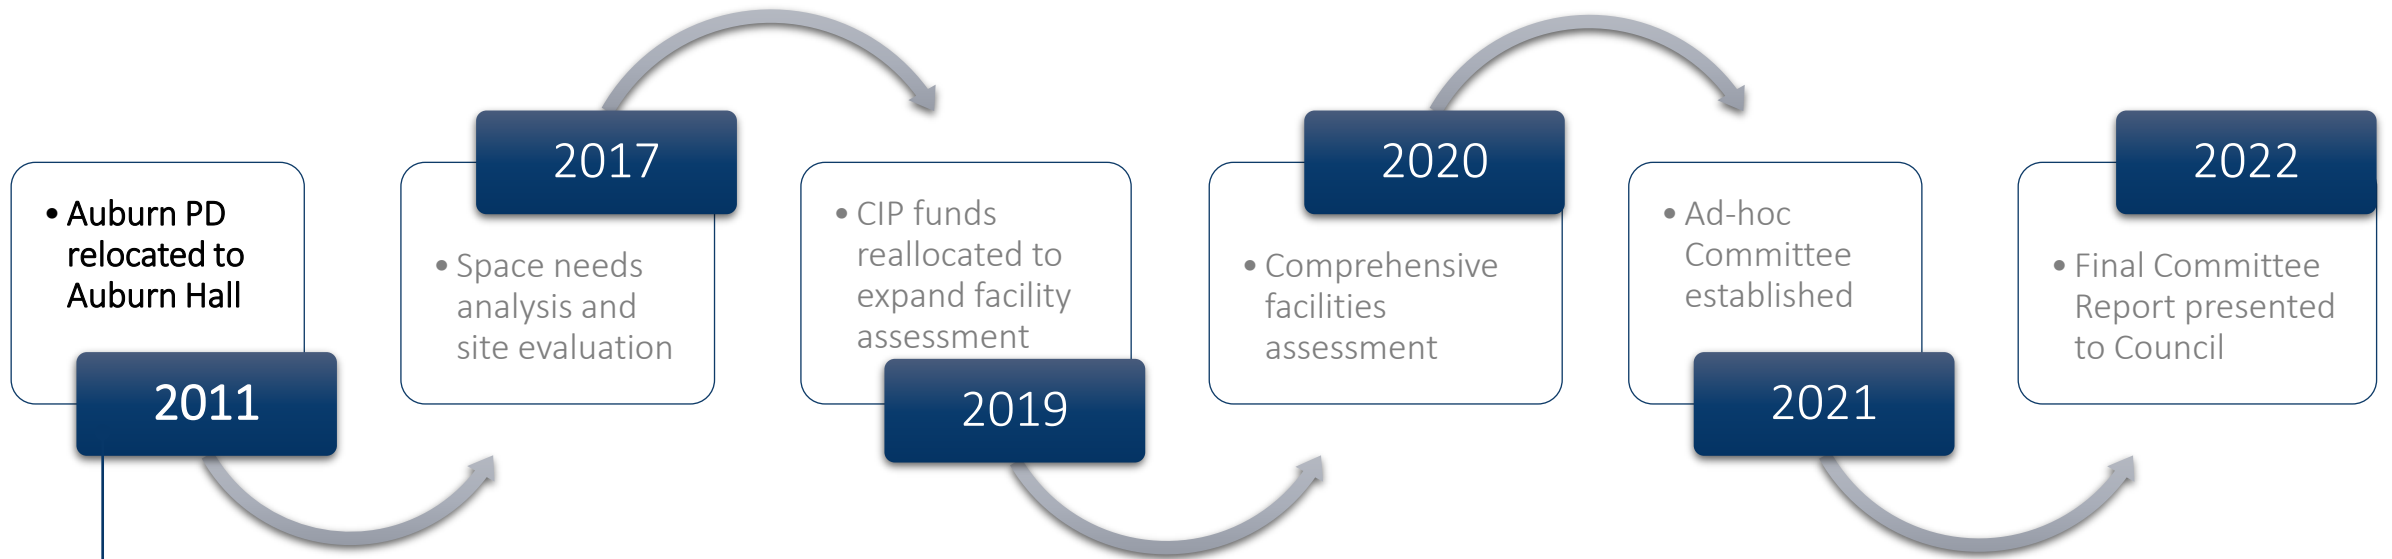 • Auburn PD
relocated to
Auburn Hall
2011
2017
• Space needs
analysis and
site evaluation
• CIP funds
reallocated to
expand facility
assessment
2019
2020
• Comprehensive
facilities
assessment
• Ad-hoc
Committee
established
2021
2022
• Final Committee
Report presented
to Council